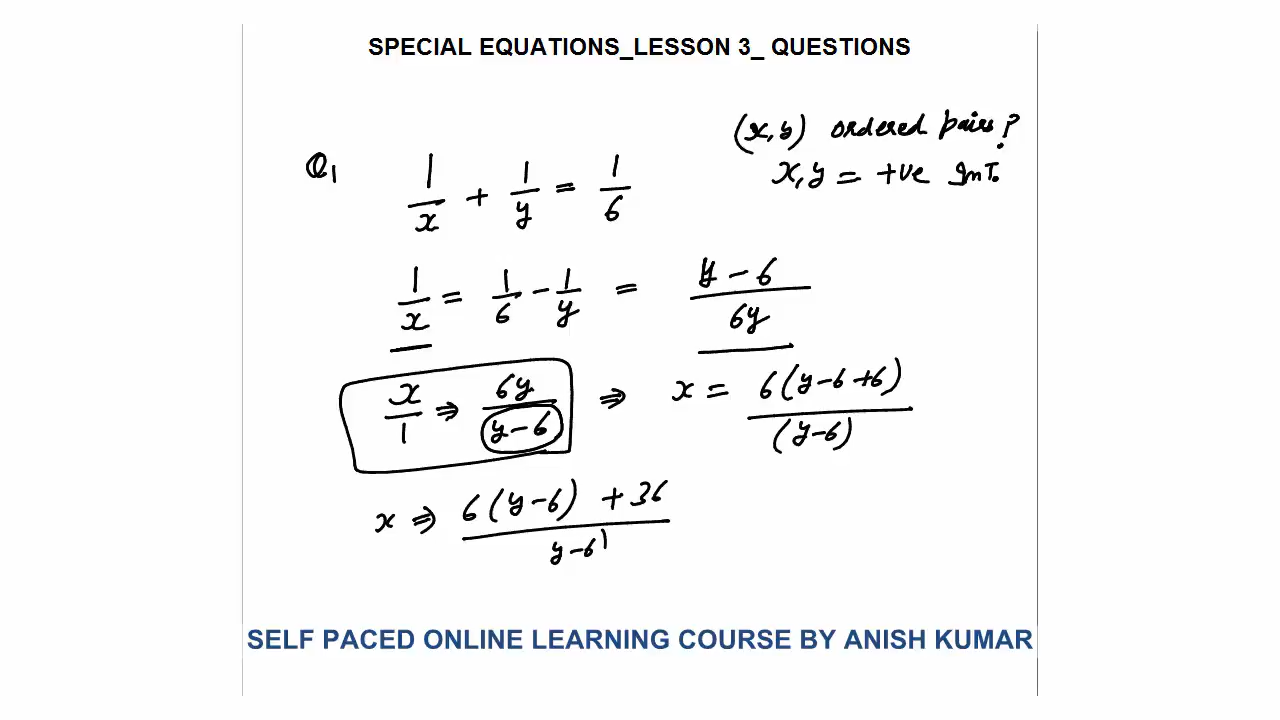 SPECIAL EQUATIONS_LESSON 3_ QUESTIONS
(x,y) ordered pairs?
x,y = +ve Int.
Q1 1/x + 1/y = 1/6
1/x = 1/6 - 1/y = y-6/6y
x/1 ⇒ 6y/y-6 ⇒ x = 6(y-6+6)/(y-6)
x ⇒ 6(y-6) +36/y-6)
SELF PACED ONLINE LEARNING COURSE BY ANISH KUMAR